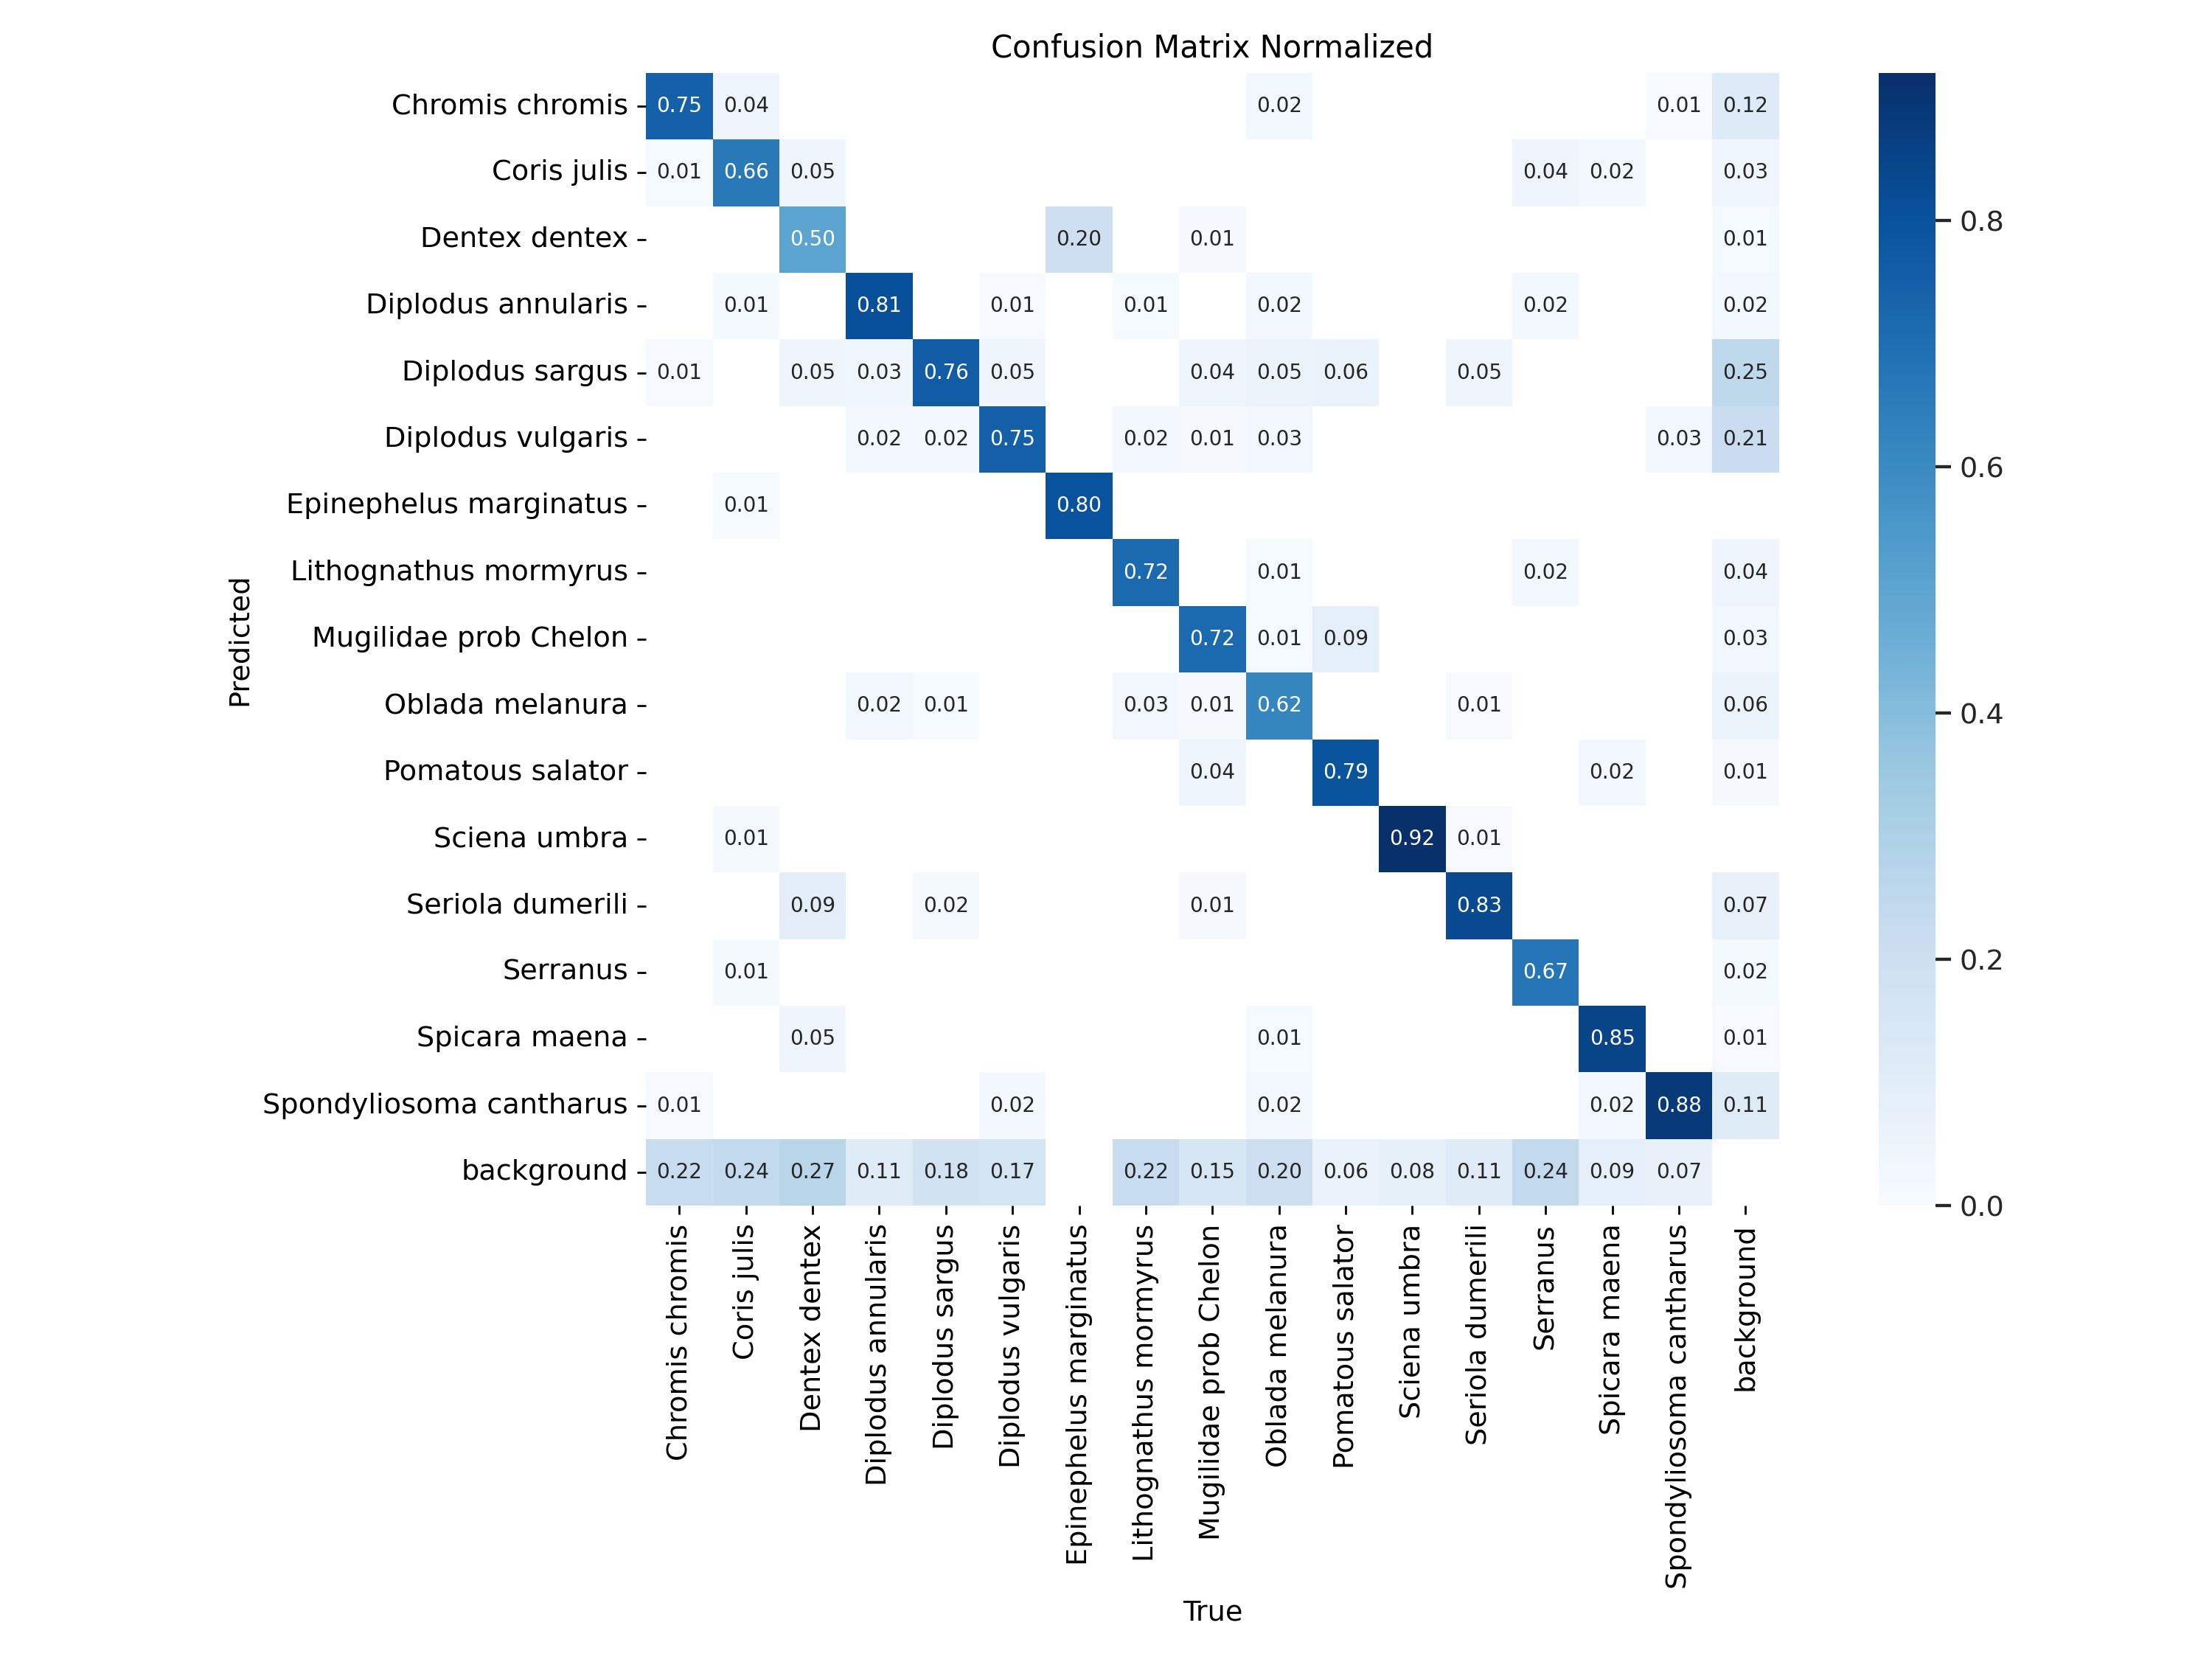 Confusion Matrix Normalized
Chromis chromis 0.75 0.04 0.02 0.01 0.12
Coris julis 0.01 0.66 0.05 0.04 0.02 0.03
Dentex dentex 0.50 0.20 0.01 0.01
Diplodus annularis 0.01 0.81 0.01 0.01 0.02 0.02 0.02
Diplodus sargus 0.01 0.05 0.03 0.76 0.05 0.04 0.05 0.06 0.05 0.25
Diplodus vulgaris 0.02 0.02 0.75 0.02 0.01 0.03 0.03 0.21
Epinephelus marginatus 0.01 0.80
Lithognathus mormyrus 0.72 0.01 0.02 0.04
Mugilidae prob Chelon 0.72 0.01 0.09 0.03
Oblada melanura 0.02 0.01 0.03 0.01 0.62 0.01 0.06
Pomatous salator 0.04 0.79 0.02 0.01
Sciena umbra 0.01 0.92 0.01
Seriola dumerili 0.09 0.02 0.01 0.83 0.07
Serranus 0.01 0.67 0.02
Spicara maena 0.05 0.01 0.85 0.01
Spondyliosoma cantharus 0.01 0.02 0.02 0.02 0.88 0.11
background 0.22 0.24 0.27 0.11 0.18 0.17 0.22 0.15 0.20 0.06 0.08 0.11 0.24 0.09 0.07
Predicted
Chromis chromis
Coris julis
Dentex dentex
Diplodus annularis
Diplodus sargus
Diplodus vulgaris
Epinephelus marginatus
Lithognathus mormyrus
Mugilidae prob Chelon
Oblada melanura
Pomatous salator
Sciena umbra
Seriola dumerili
Serranus
Spicara maena
Spondyliosoma cantharus
background
True
0.8
0.6
0.4
0.2
0.0